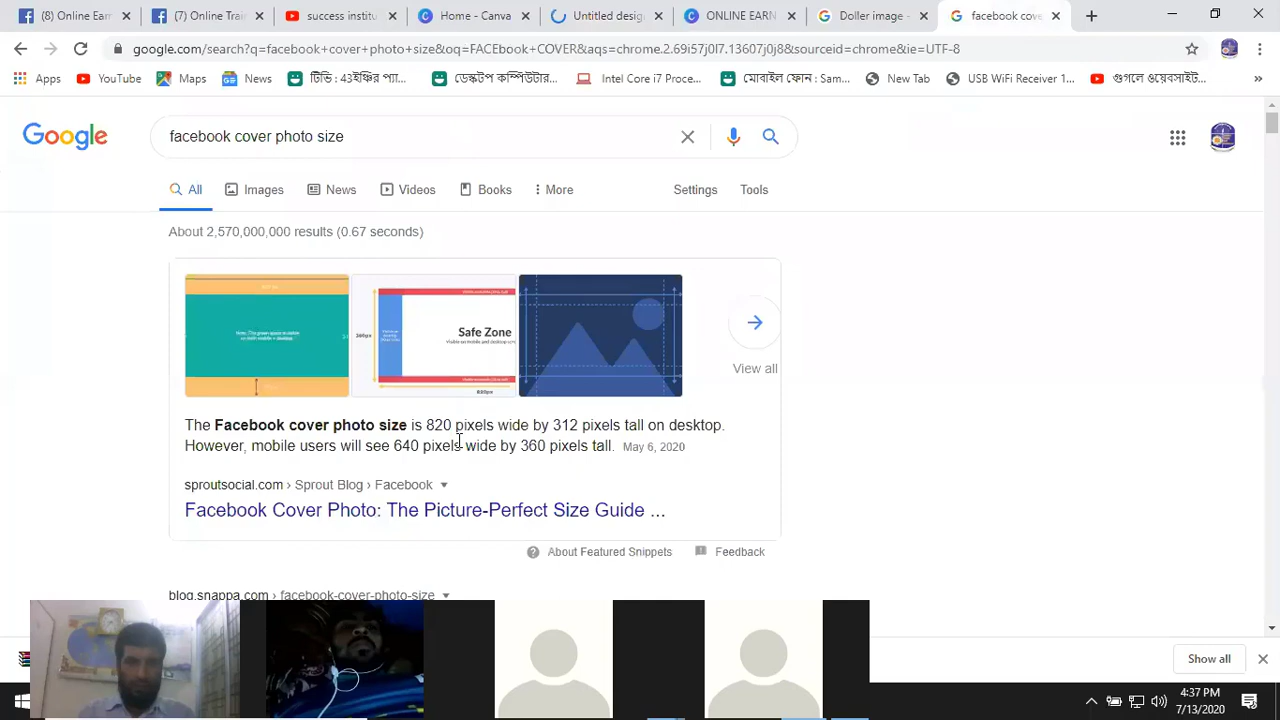 Facebook
Facebook
success institu
Home - Canva
Untitled design
ONLINE EARN
Doller image -
facebook cove
google.com/search?q=facebook+cover+photo+size&oq=FACEbook+COVER&aqs=chrome.2.69i57j0l7.13607j0j8&sourceid=chrome&ie=UTF-8
Apps YouTube Maps News টিভি : 43ইঞ্চির প্যা... ডেস্কটপ কম্পিউটার... Intel Core i7 Proce... মোবাইল ফোন : Sam... New Tab USB WiFi Receiver 1... গুগলে ওয়েবসাইট... »
Google facebook cover photo size
All Images News Videos Books More Settings Tools
About 2,570,000,000 results (0.67 seconds)
Safe Zone
View all
The Facebook cover photo size is 820 pixels wide by 312 pixels tall on desktop.
However, mobile users will see 640 pixels wide by 360 pixels tall. May 6, 2020
sproutsocial.com › Sprout Blog › Facebook
Facebook Cover Photo: The Picture-Perfect Size Guide ...
About Featured Snippets Feedback
blog.snappa.com › facebook-cover-photo-size
Show all
4:37 PM
7/13/2020